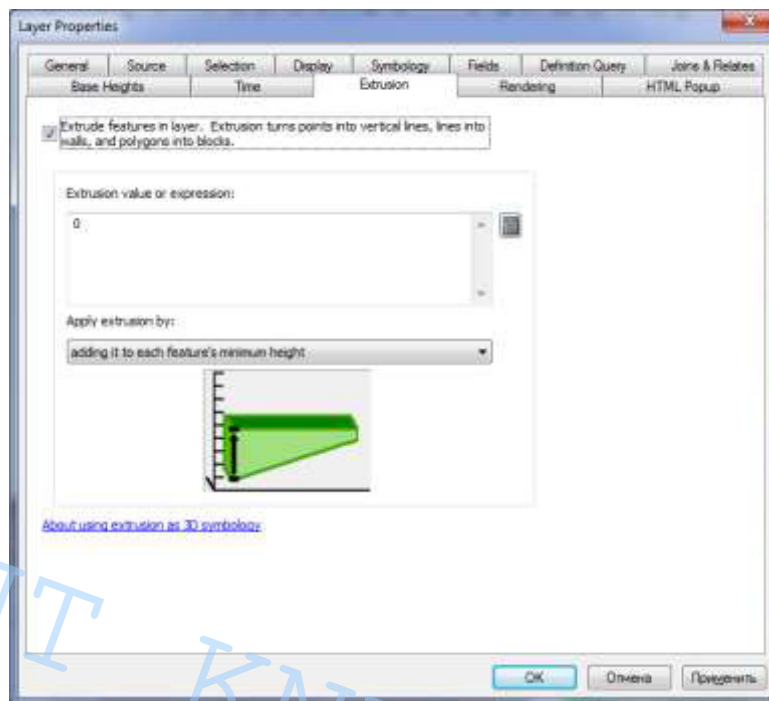 Layer Properties
General Source Selection Display Symbology Fields Definition Query Joins & Relates
Base Heights Time Extrusion Rendering HTML Popup
Extrude features in layer. Extrusion turns points into vertical lines, lines into
walls, and polygons into blocks.
Extrusion value or expression:
0
Apply extrusion by:
adding it to each feature's minimum height
About using extrusion as 3D symbology
OK Отмена Применить